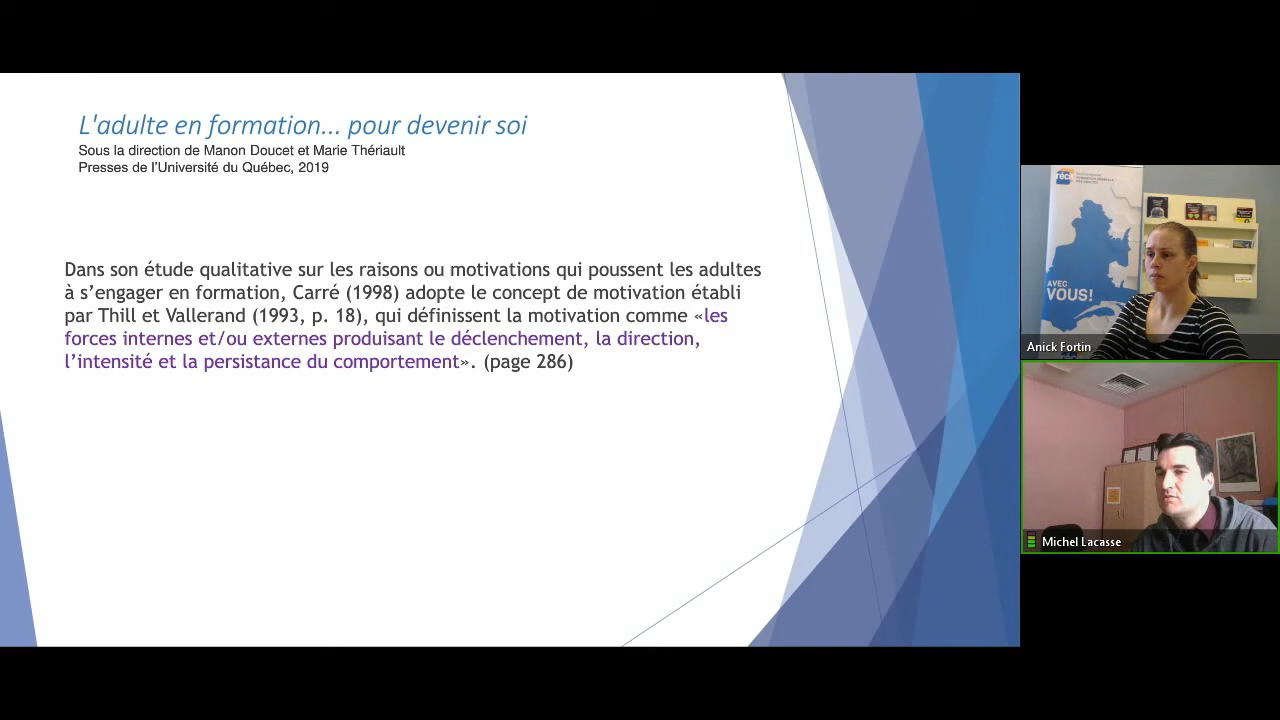 L'adulte en formation... pour devenir soi
Sous la direction de Manon Doucet et Marie Thériault
Presses de l'Université du Québec, 2019
Dans son étude qualitative sur les raisons ou motivations qui poussent les adultes
à s’engager en formation, Carré (1998) adopte le concept de motivation établi
par Thill et Vallerand (1993, p. 18), qui définissent la motivation comme «les
forces internes et/ou externes produisant le déclenchement, la direction,
l’intensité et la persistance du comportement». (page 286)
AVEC
VOUS!
Anick Fortin
Michel Lacasse